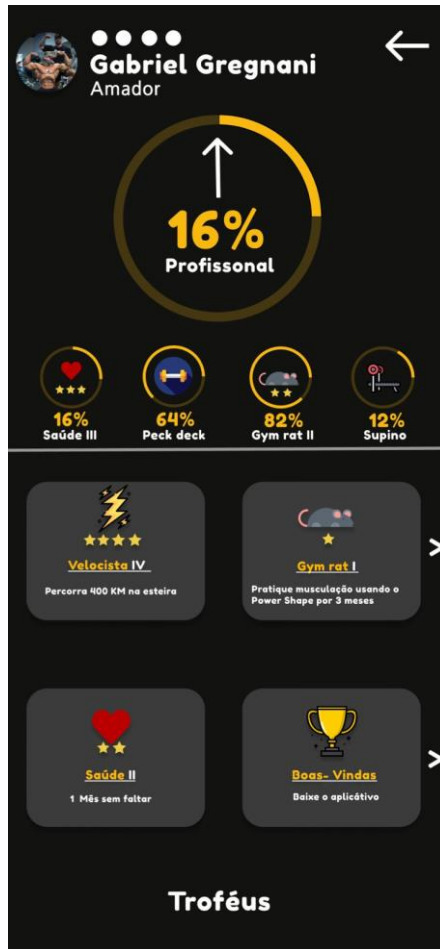 Gabriel Gregnani
Amador
16%
Profissonal
16%
Saúde III
64%
Peck deck
82%
Gym rat II
12%
Supino
Velocista IV
Percorra 400 KM na esteira
Gym rat I
Pratique musculação usando o
Power Shape por 3 meses
Saúde II
1 Mês sem faltar
Boas- Vindas
Baixe o aplicátivo
Troféus